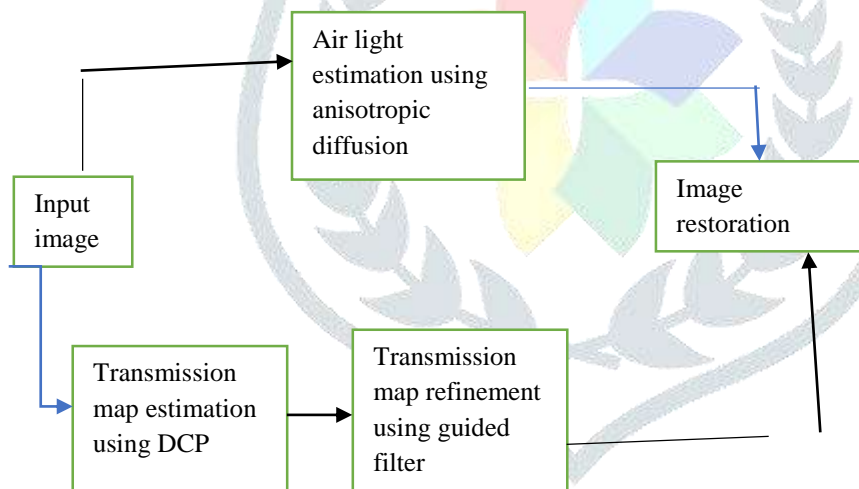 Air light
estimation using
anisotropic
diffusion
Input
image
Image
restoration
Transmission
map estimation
using DCP
Transmission
map refinement
using guided
filter